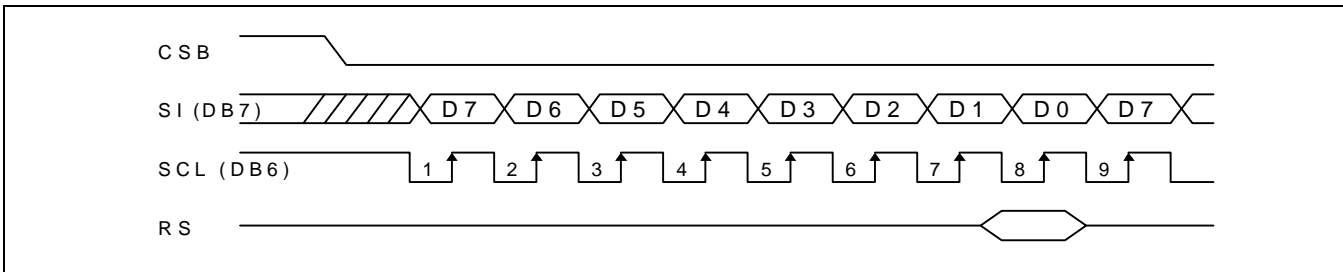 CSB
SI (DB7) D7 D6 D5 D4 D3 D2 D1 D0 D7
SCL (DB6) 1 2 3 4 5 6 7 8 9
RS